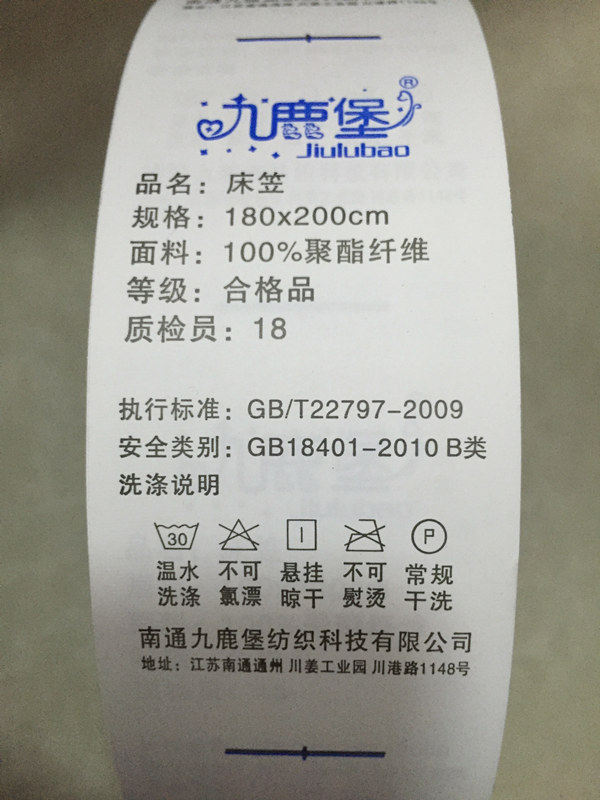 九鹿堡®
Jiulubao
品名：床笠
规格：180x200cm
面料：100%聚酯纤维
等级：合格品
质检员：18
执行标准：GB/T22797-2009
安全类别：GB18401-2010 B类
洗涤说明
30 P
温水 不可 悬挂 不可 常规
洗涤 氯漂 晾干 熨烫 干洗
南通九鹿堡纺织科技有限公司
地址：江苏南通通州 川姜工业园 川港路1148号